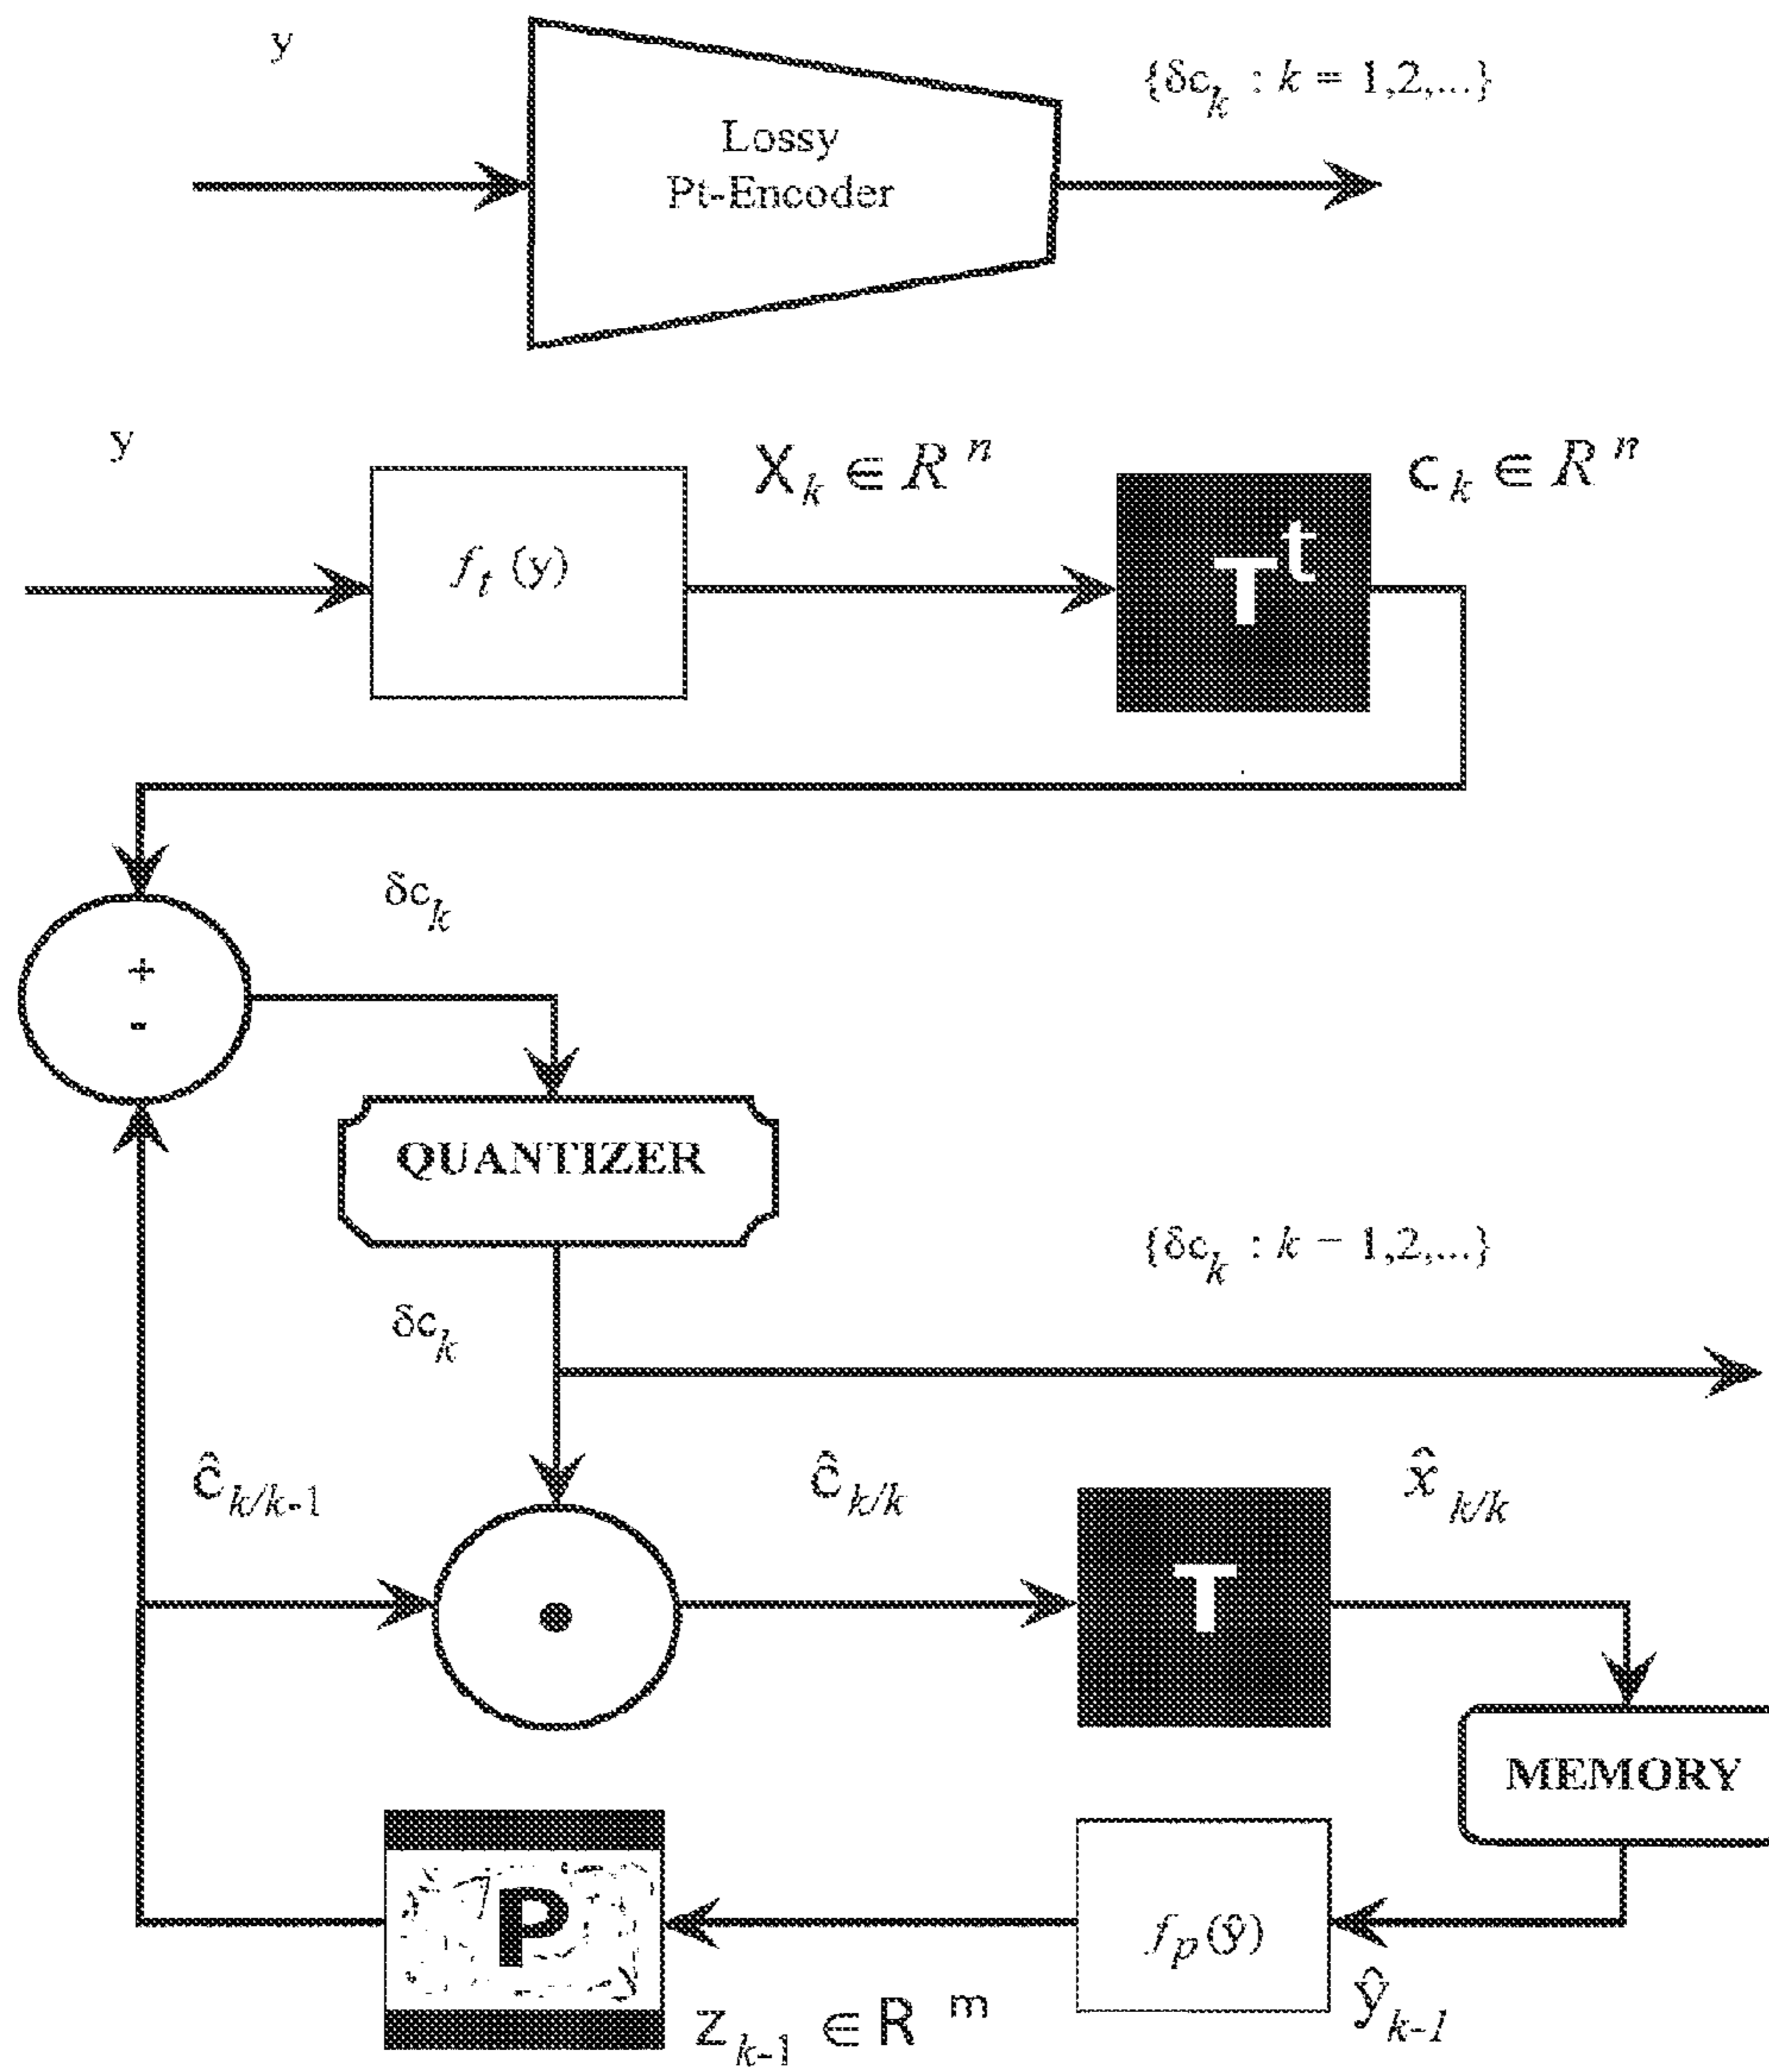 y
{δc_k : k = 1,2,...}
Lossy
Pt-Encoder
y
X_k ∈ R^n
c_k ∈ R^n
f_t (y)
T^t
δc_k
+
-
QUANTIZER
{δc_k : k − 1,2,...}
δc_k
ĉ_k/k-1
ĉ_k/k
x̂_k/k
T
MEMORY
P
f_p(ŷ)
z_k-1 ∈ R^m
ŷ_k-1